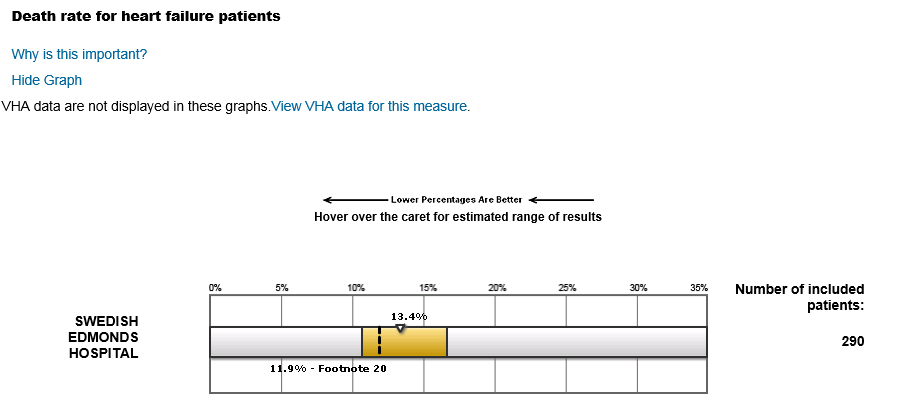 Death rate for heart failure patients
Why is this important?
Hide Graph
VHA data are not displayed in these graphs.View VHA data for this measure.
Lower Percentages Are Better
Hover over the caret for estimated range of results
0% 5% 10% 15% 20% 25% 30% 35%
Number of included
patients:
13.4%
SWEDISH
EDMONDS
HOSPITAL
290
11.9% - Footnote 20